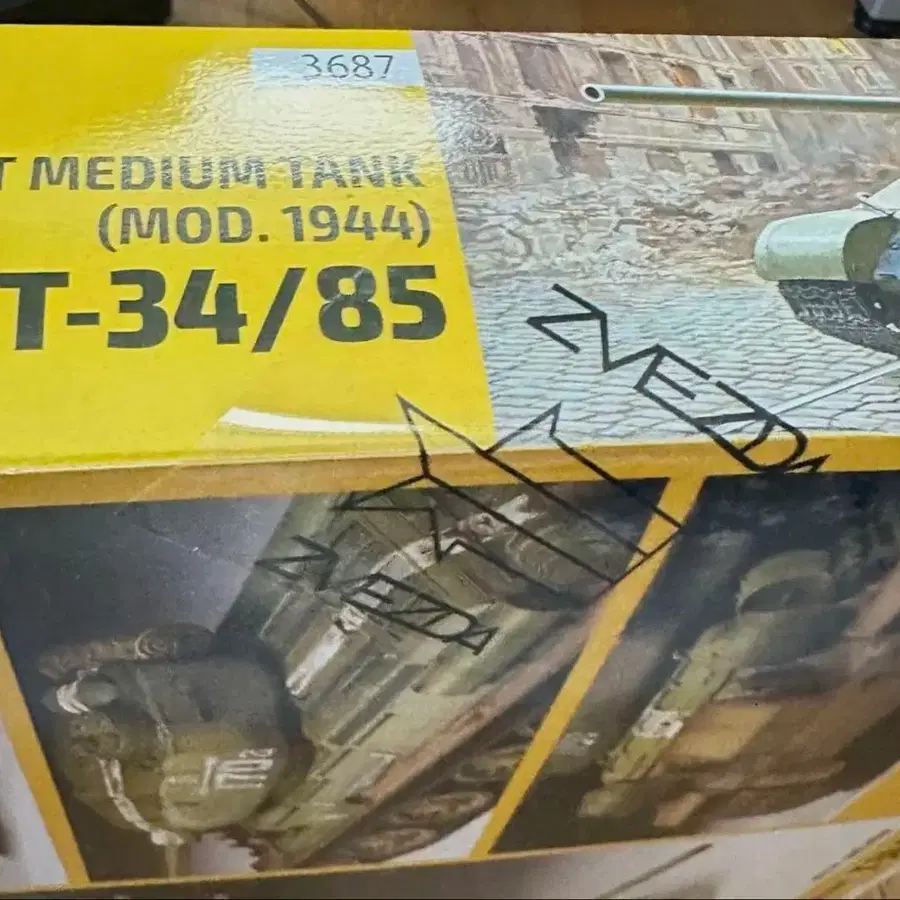 3687
T MEDIUM TANK
(MOD. 1944)
T-34/85
ZVEZDA
ZVEZDA